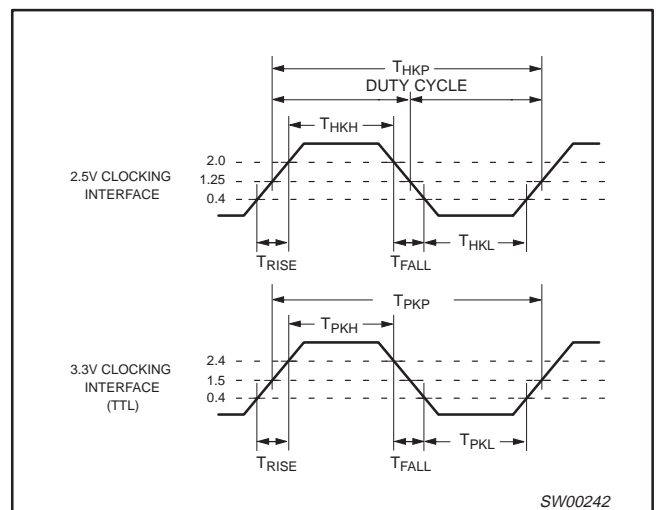 THKP
DUTY CYCLE
THKH
2.5V CLOCKING
INTERFACE
2.0
1.25
0.4
THKL
TRISE
TFALL
TPKP
TPKH
3.3V CLOCKING
INTERFACE
(TTL)
2.4
1.5
0.4
TPKL
TRISE
TFALL
SW00242